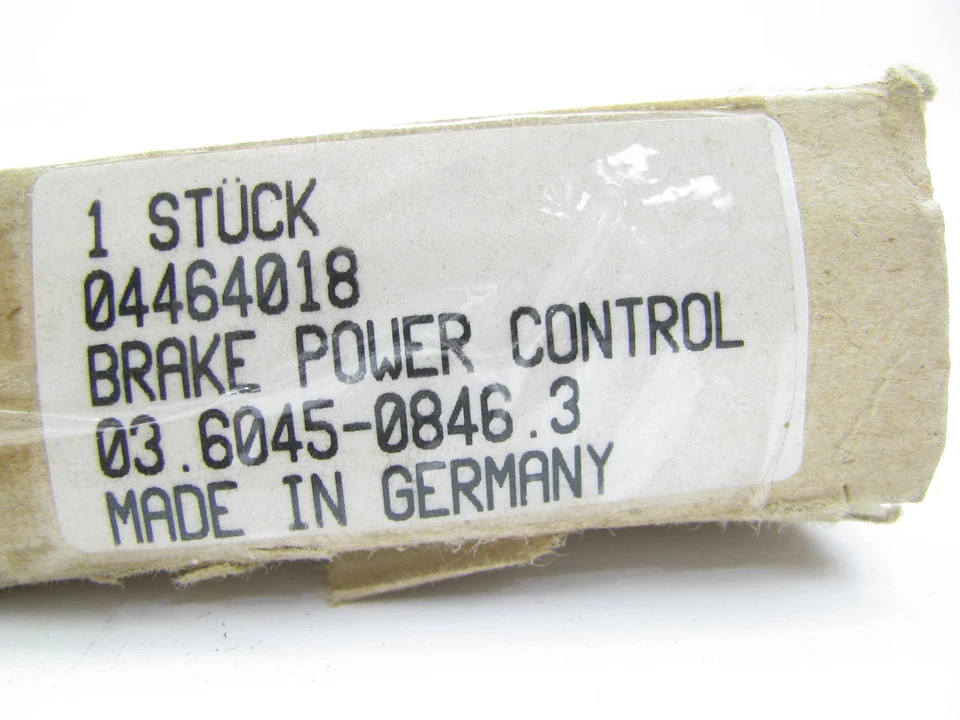 1 STÜCK
04464018
BRAKE POWER CONTROL
03.6045-0846.3
MADE IN GERMANY